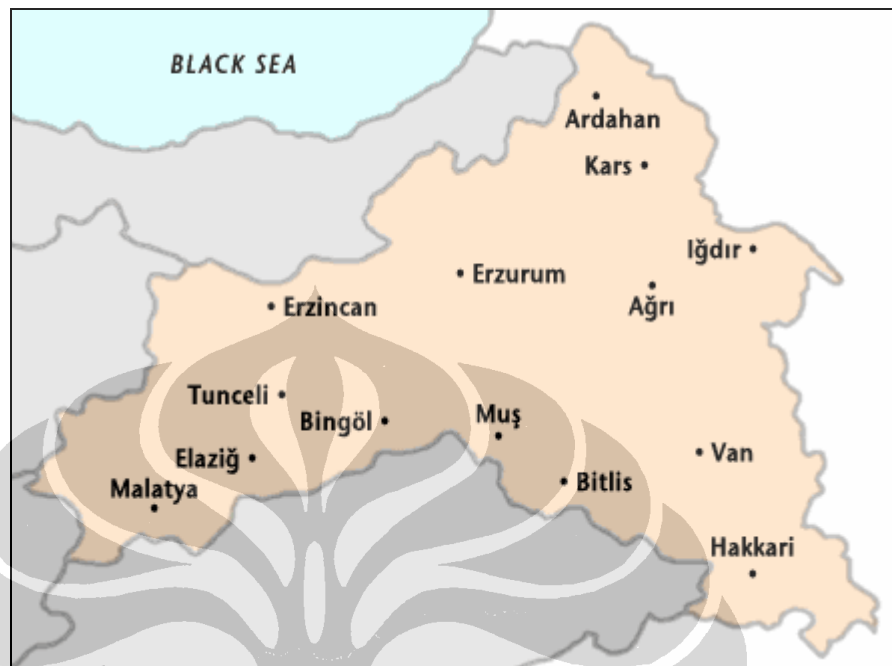 BLACK SEA
Ardahan
Kars
Iğdır
Erzurum
Ağrı
Erzincan
Tunceli
Bingöl
Muş
Elaziğ
Van
Malatya
Bitlis
Hakkari